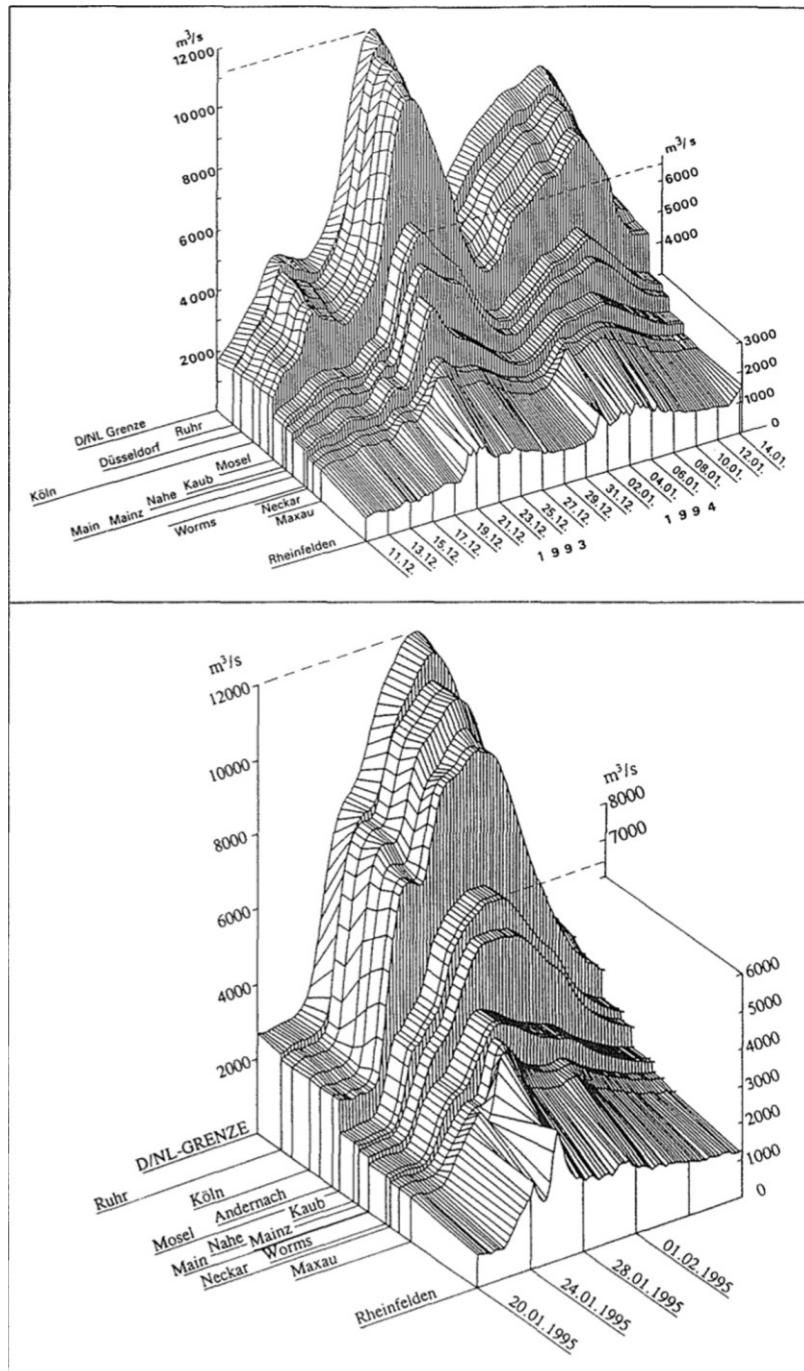 m³/s
12000
10000
8000
6000
4000
2000
m³/s
6000
5000
4000
3000
2000
1000
0
D/NL Grenze
Düsseldorf Ruhr
Köln
Main Mainz Nahe Kaub Mosel
Worms
Neckar
Maxau
Rheinfelden
11.12.
13.12.
15.12.
17.12.
19.12.
21.12.
23.12.
25.12.
27.12.
29.12.
31.12.
02.01.
04.01.
06.01.
08.01.
10.01.
12.01.
14.01.
1993
1994
m³/s
12000
10000
8000
6000
4000
2000
m³/s
8000
7000
6000
5000
4000
3000
2000
1000
0
D/NL-GRENZE
Ruhr
Köln
Andernach
Mosel
Kaub
Nahe
Mainz
Main
Worms
Neckar
Maxau
Rheinfelden
20.01.1995
24.01.1995
28.01.1995
01.02.1995